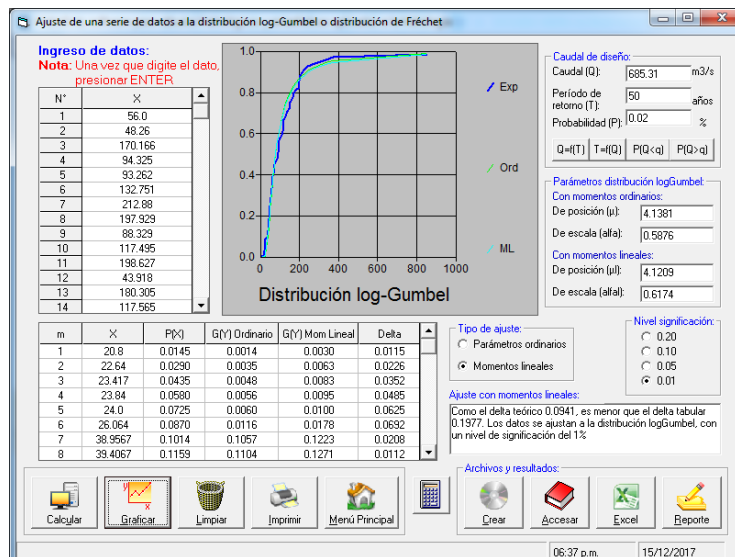 Ajuste de una serie de datos a la distribución log-Gumbel o distribución de Fréchet
Ingreso de datos:
Nota: Una vez que digite el dato,
presionar ENTER
N° X
1 56.0
2 48.26
3 170.166
4 94.325
5 93.262
6 132.751
7 212.88
8 197.929
9 88.329
10 117.495
11 198.627
12 43.918
13 180.305
14 117.565
1.0
0.8
0.6
0.4
0.2
0.0
0 200 400 600 800 1000
Exp
Ord
ML
Distribución log-Gumbel
Caudal de diseño:
Caudal (Q): 685.31 m3/s
Período de
retorno (T): 50 años
Probabilidad (P): 0.02 %
Q=f(T) T=f(Q) P(Q<q) P(Q>q)
Parámetros distribución logGumbel:
Con momentos ordinarios:
De posición (μ): 4.1381
De escala (alfa): 0.5876
Con momentos lineales:
De posición (μl): 4.1209
De escala (alfal): 0.6174
m X P(X) G(Y) Ordinario G(Y) Mom Lineal Delta
1 20.8 0.0145 0.0014 0.0030 0.0115
2 22.64 0.0290 0.0035 0.0063 0.0226
3 23.417 0.0435 0.0048 0.0083 0.0352
4 23.84 0.0580 0.0056 0.0095 0.0485
5 24.0 0.0725 0.0060 0.0100 0.0625
6 26.064 0.0870 0.0116 0.0178 0.0692
7 38.9567 0.1014 0.1057 0.1223 0.0208
8 39.4067 0.1159 0.1104 0.1271 0.0112
Tipo de ajuste:
Parámetros ordinarios
Momentos lineales
Nivel significación:
0.20
0.10
0.05
0.01
Ajuste con momentos lineales:
Como el delta teórico 0.0941, es menor que el delta tabular
0.1977. Los datos se ajustan a la distribución logGumbel, con
un nivel de significación del 1%
Calcular
Graficar
Limpiar
Imprimir
Menú Principal
Archivos y resultados:
Crear
Accesar
Excel
Reporte
06:37 p.m. 15/12/2017